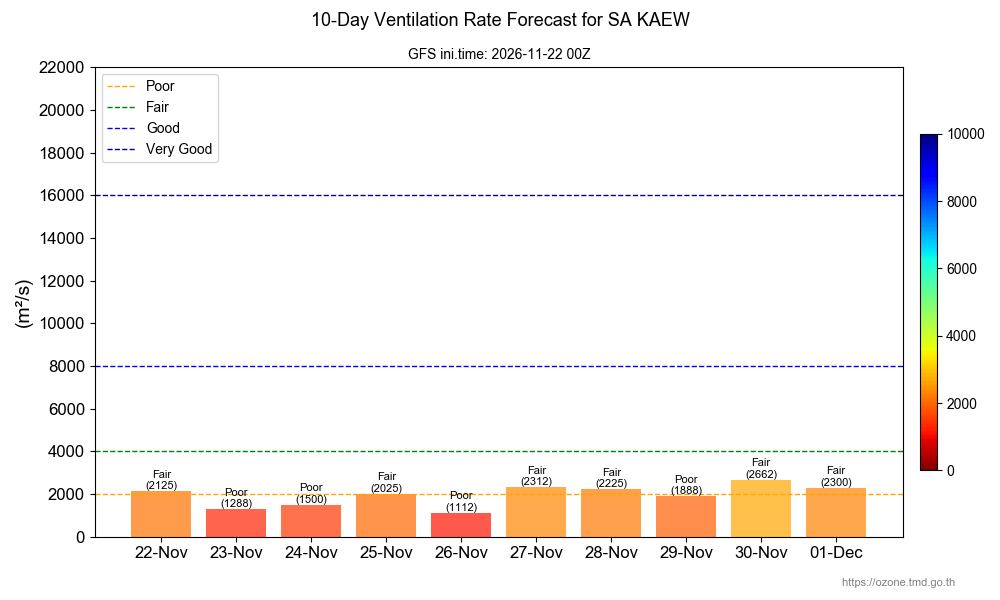 10-Day Ventilation Rate Forecast for SA KAEW
GFS ini.time: 2026-11-22 00Z
(m²/s)
22000
20000
18000
16000
14000
12000
10000
8000
6000
4000
2000
0
Poor
Fair
Good
Very Good
Fair
(2125)
Poor
(1288)
Poor
(1500)
Fair
(2025)
Poor
(1112)
Fair
(2312)
Fair
(2225)
Poor
(1888)
Fair
(2662)
Fair
(2300)
22-Nov 23-Nov 24-Nov 25-Nov 26-Nov 27-Nov 28-Nov 29-Nov 30-Nov 01-Dec
10000
8000
6000
4000
2000
0
https://ozone.tmd.go.th